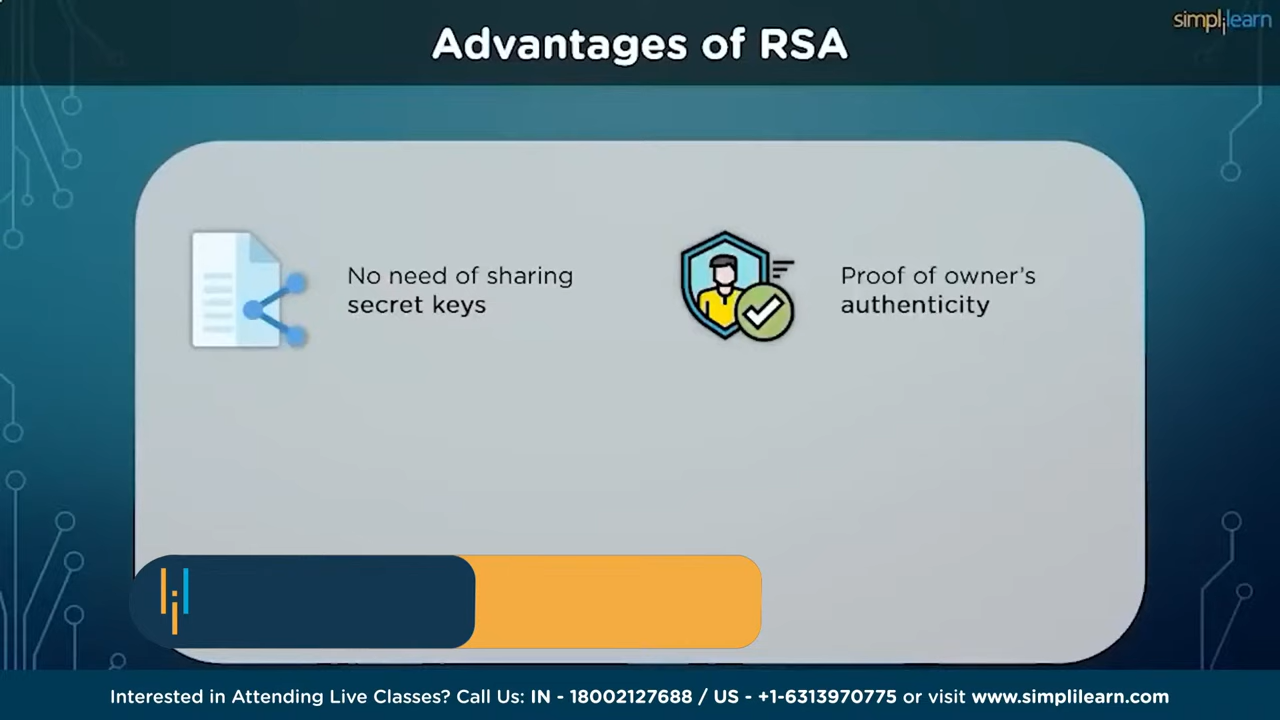 simplilearn
Advantages of RSA
No need of sharing
secret keys
Proof of owner's
authenticity
Interested in Attending Live Classes? Call Us: IN - 18002127688 / US - +1-6313970775 or visit www.simplilearn.com